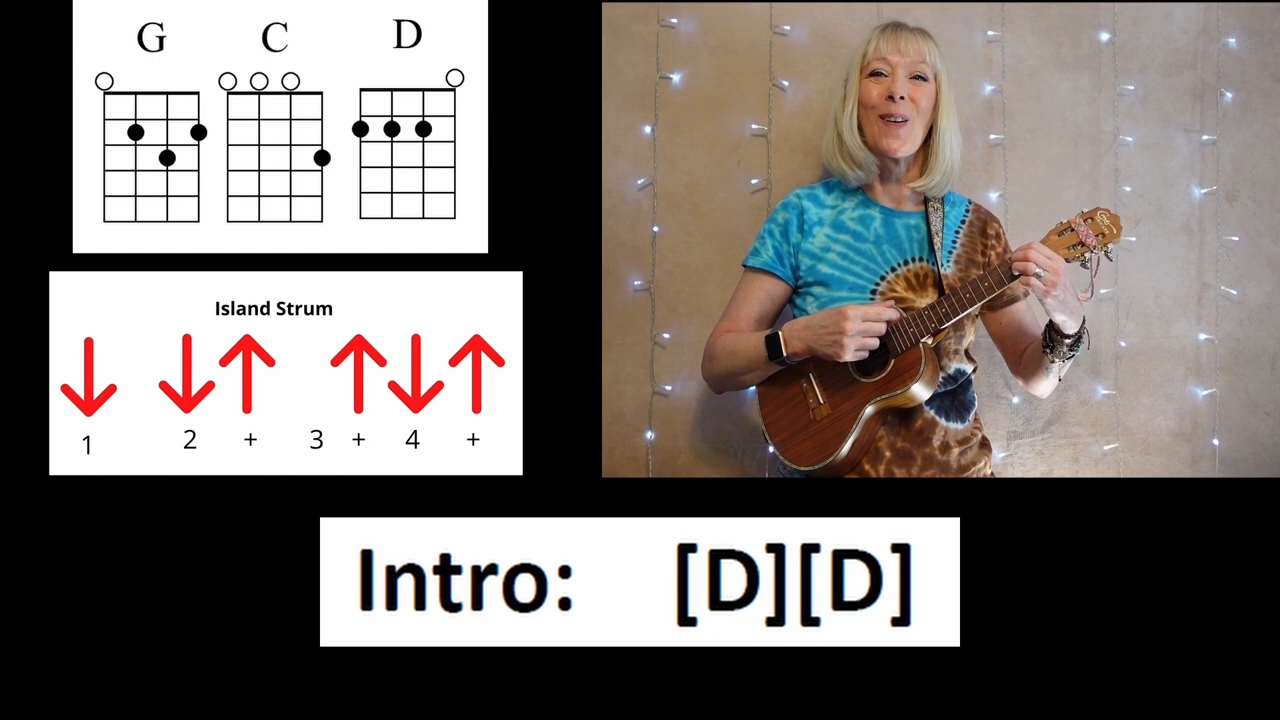 G C D
Island Strum
1 2 + 3 + 4 +
Intro: [D][D]